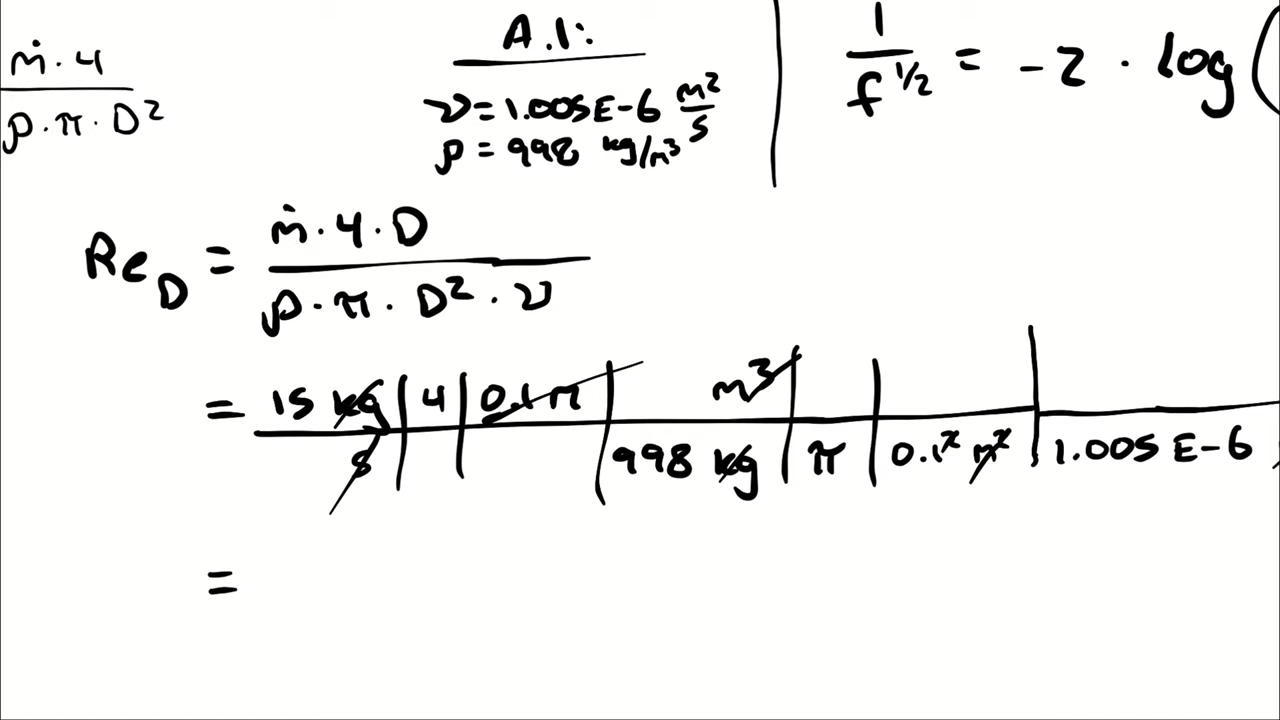 ṁ · 4
ρ · π · D²
A.1:
ν = 1.005E-6 m²/s
ρ = 998 kg/m³
1/f^1/2 = -2 · log(
Re_D = ṁ · 4 · D
ρ · π · D² · ν
= 15 kg | 4 | 0.1 m | m³
s | 998 kg | π | 0.1² m² | 1.005 E-6
=